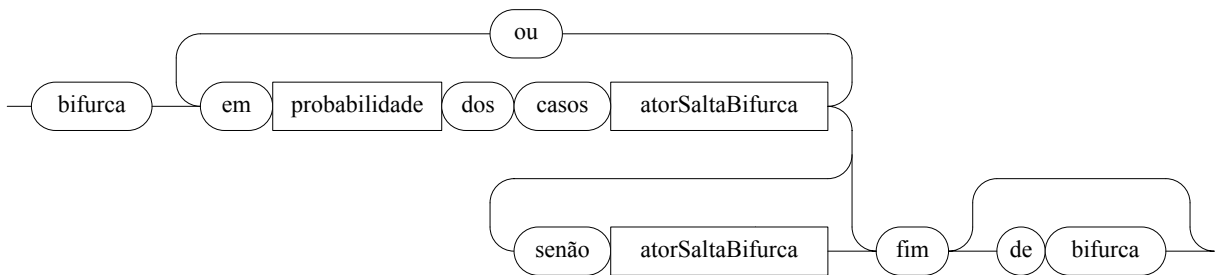 ou
bifurca em probabilidade dos casos atorSaltaBifurca
senão atorSaltaBifurca fim de bifurca